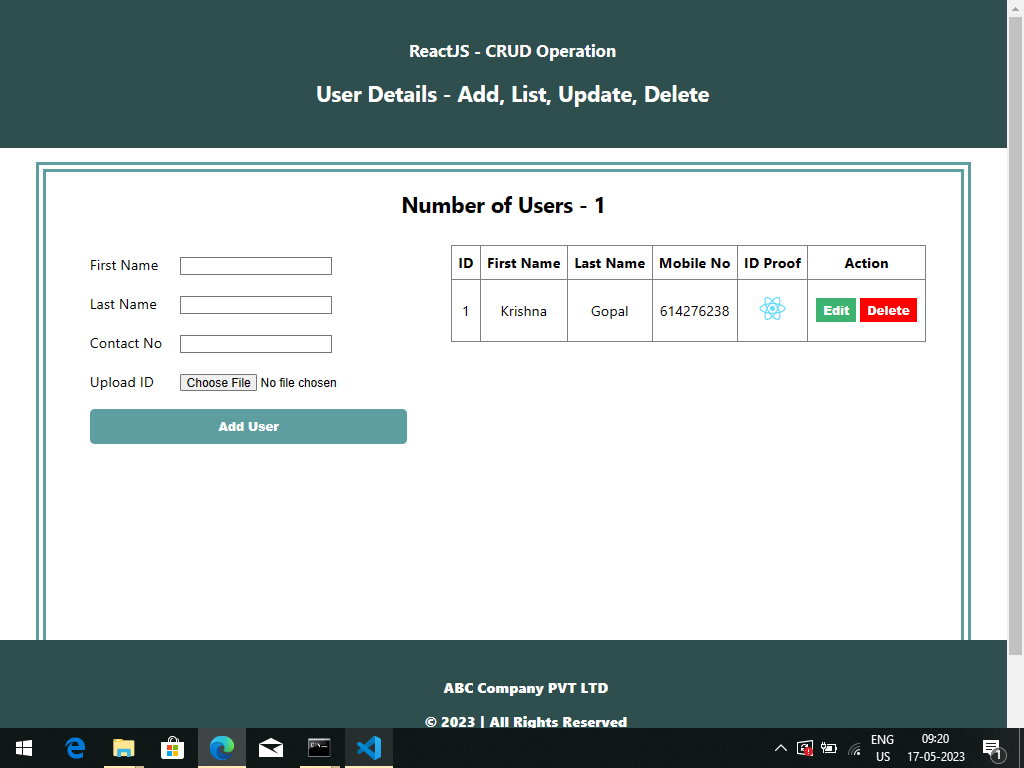 ReactJS - CRUD Operation
User Details - Add, List, Update, Delete
Number of Users - 1
First Name
Last Name
Contact No
Upload ID Choose File No file chosen
Add User
ID First Name Last Name Mobile No ID Proof Action
1 Krishna Gopal 614276238 Edit Delete
ABC Company PVT LTD
© 2023 | All Rights Reserved
ENG 09:20
US 17-05-2023
1